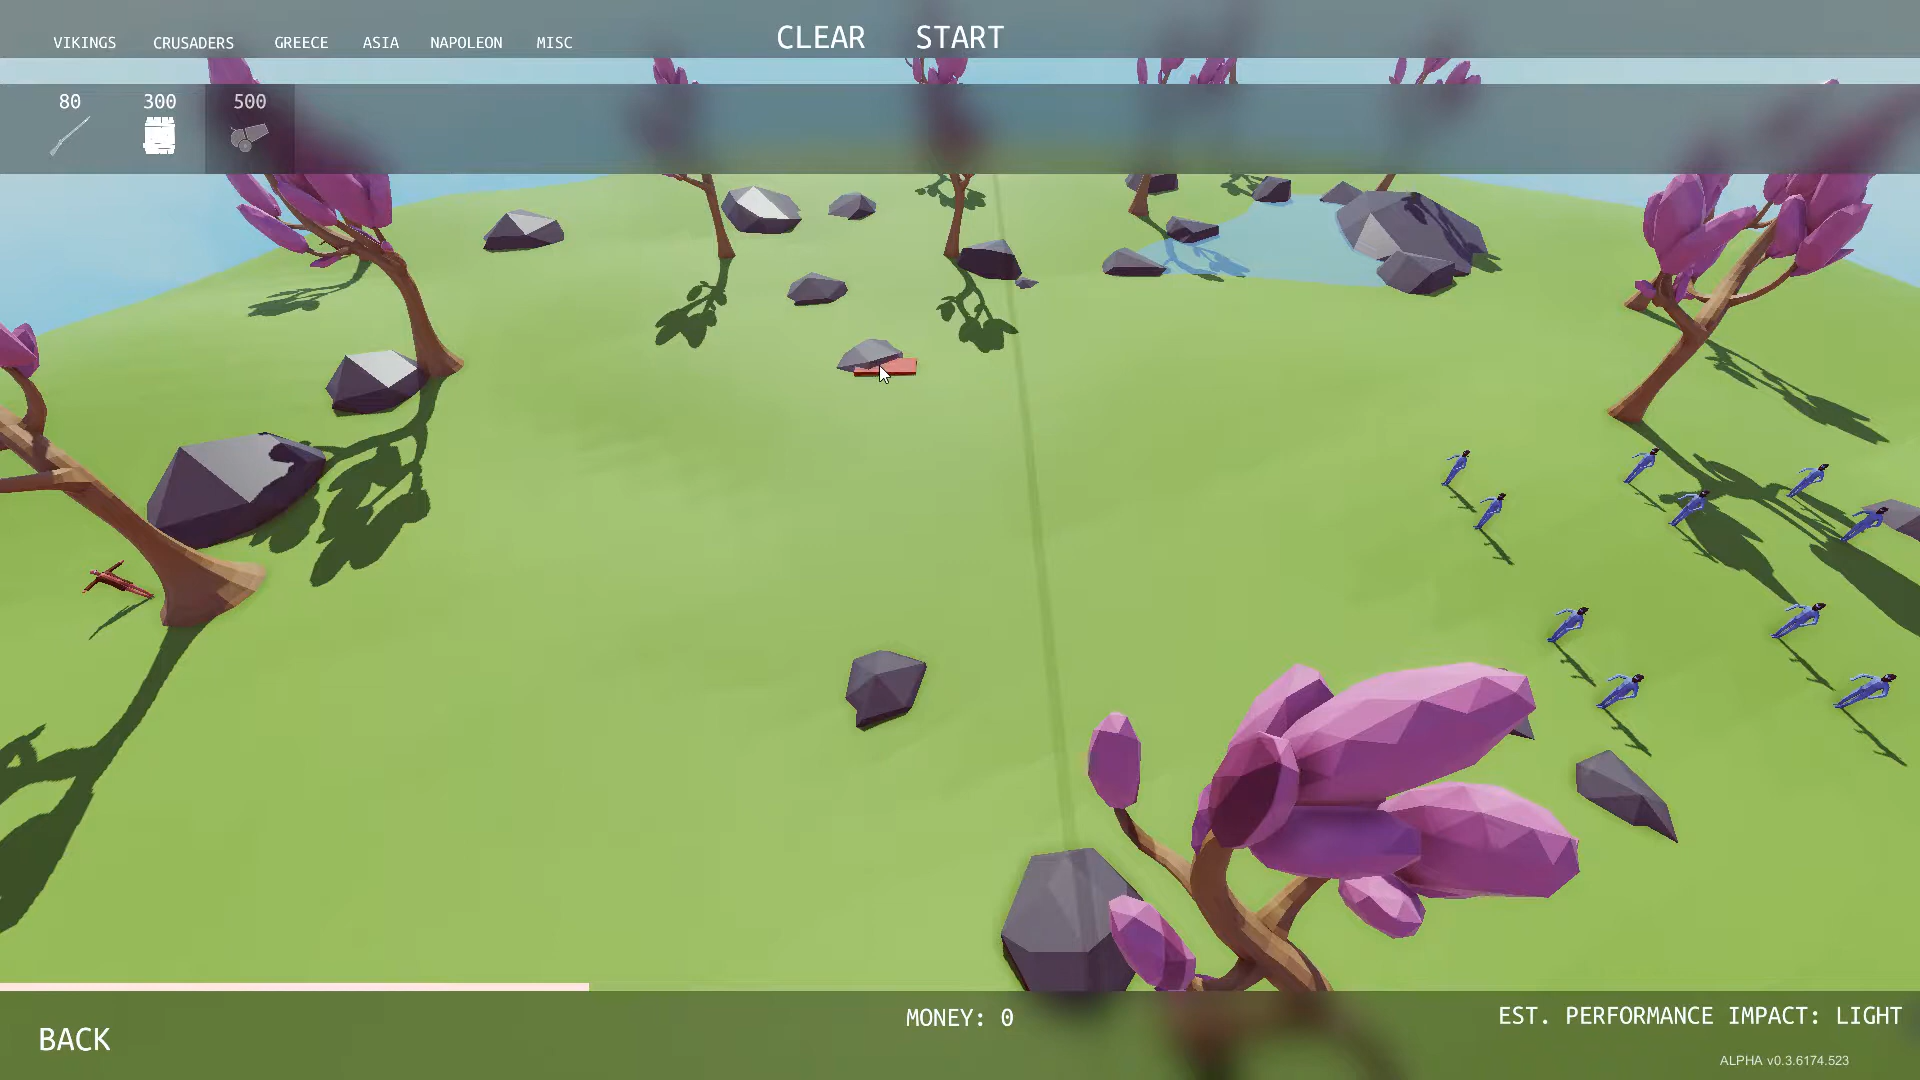 VIKINGS CRUSADERS GREECE ASIA NAPOLEON MISC CLEAR START
80 300 500
MONEY: 0
EST. PERFORMANCE IMPACT: LIGHT
BACK
ALPHA v0.3.6174.523